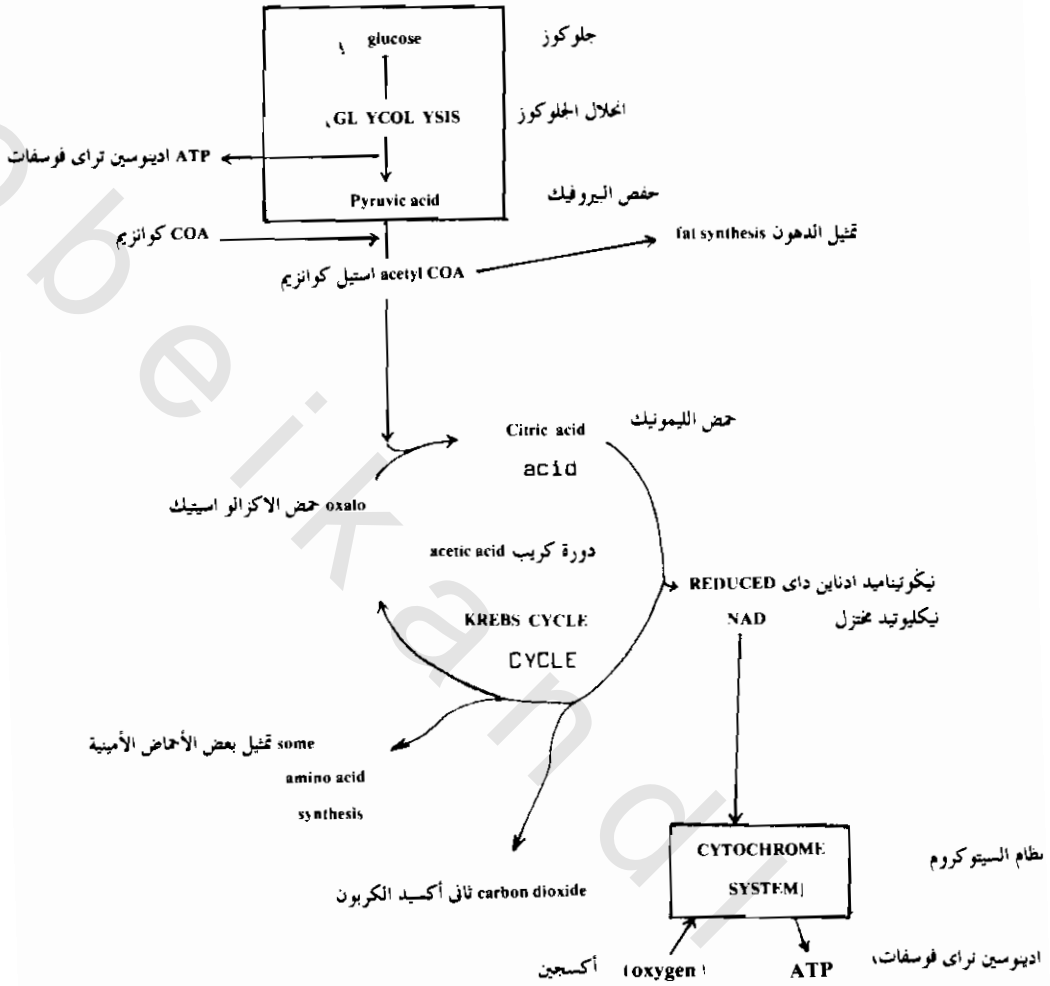 glucose جلوكوز
GL YCOL YSIS انحلال الجلوكوز
ATP ادينوسين تراى فوسفات
Pyruvic acid حفص البيروفيك
COA كوانزيم
fat synthesis تمثيل الدهون
acetyl COA استيل كوانزيم
Citric acid حمض الليمونيك
acid
oxalo حمض الاكزالو اسيتيك
acetic acid دورة كريب
REDUCED نيكوتيناميد ادناين داى
KREBS CYCLE
NAD نيكليوتيد مختزل
CYCLE
some تمثيل بعض الأحماض الأمينية
amino acid
synthesis
CYTOCHROME
SYSTEM
نظام السيتوكروم
carbon dioxide ثانى أكسيد الكربون
(oxygen) أكسجين
ATP ادينوسين نراى فوسفات
obeikandl